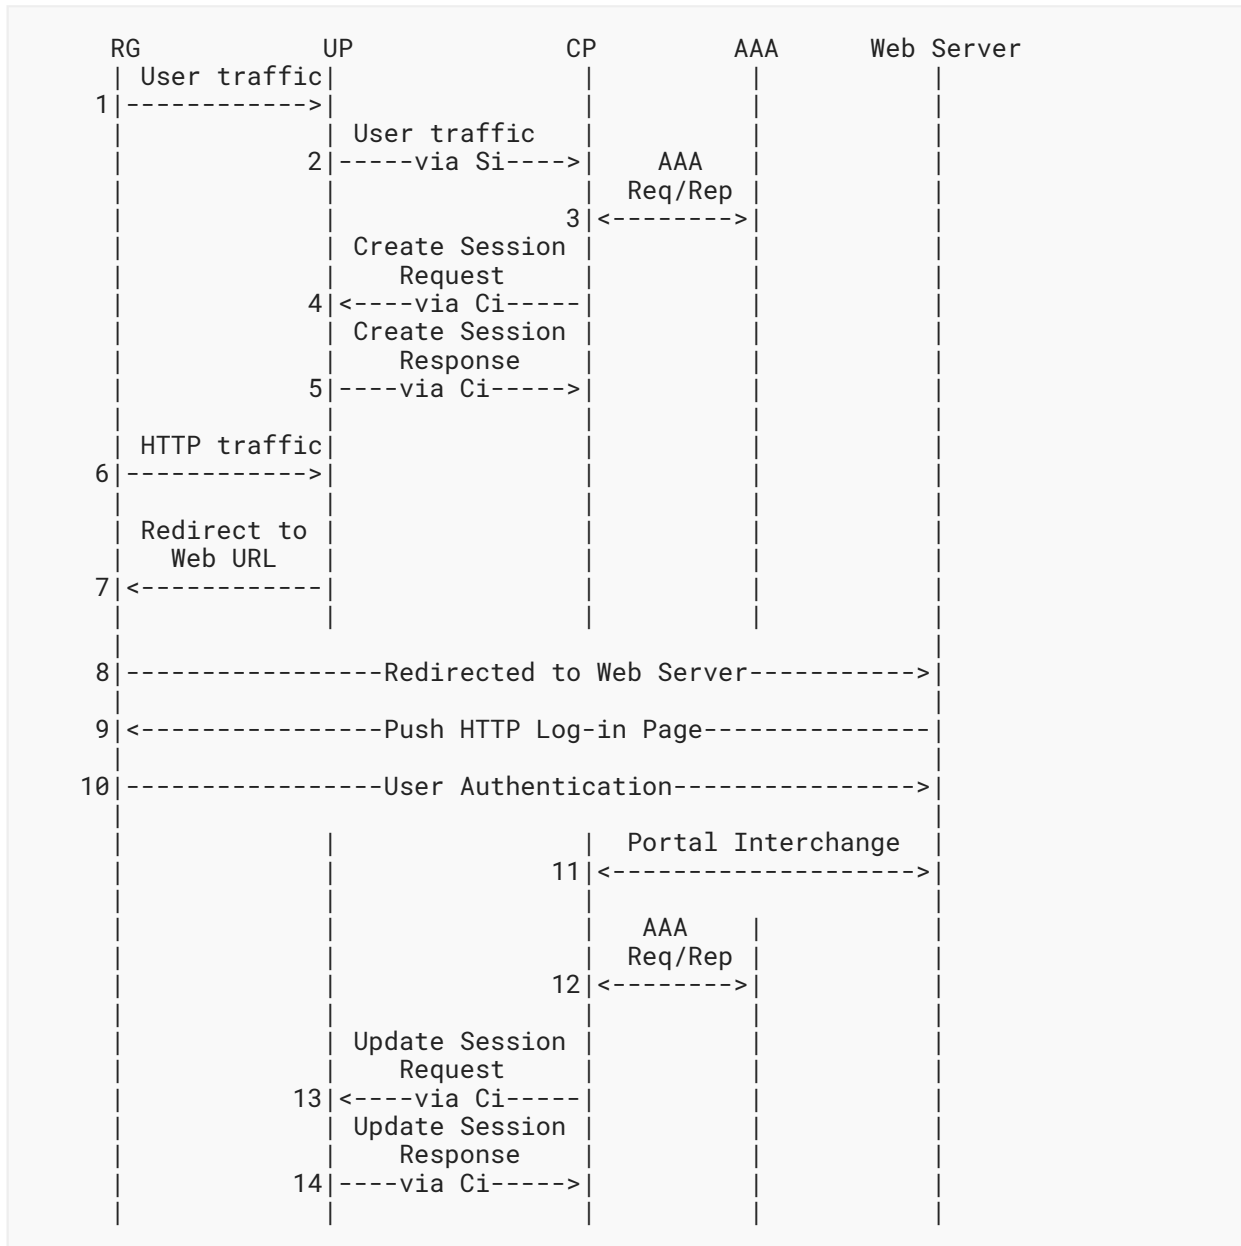 RG UP CP AAA Web Server
| User traffic| | | |
1|------------>| | | |
| | User traffic | | |
| 2|-----via Si---->| AAA | |
| | | Req/Rep | |
| | 3|<-------->| |
| | Create Session | | |
| | Request | | |
| 4|<----via Ci-----| | |
| | Create Session | | |
| | Response | | |
| 5|----via Ci----->| | |
| | | | |
| HTTP traffic| | | |
6|------------>| | | |
| | | | |
| Redirect to | | | |
| Web URL | | | |
7|<------------| | | |
| | | | |
| |
8|-----------------Redirected to Web Server----------->|
| |
9|<----------------Push HTTP Log-in Page---------------|
| |
10|-----------------User Authentication---------------->|
| |
| | | Portal Interchange |
| | 11|<-------------------->|
| | | |
| | | AAA | |
| | | Req/Rep | |
| | 12|<-------->| |
| | | | |
| | Update Session | | |
| | Request | | |
| 13|<----via Ci-----| | |
| | Update Session | | |
| | Response | | |
| 14|----via Ci----->| | |
| | | | |